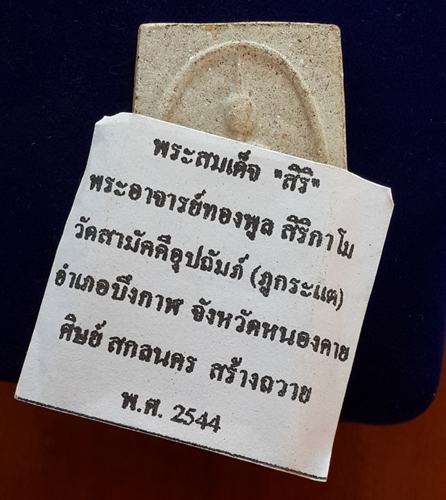 พระสมเด็จ "สิริ"
พระอาจารย์ทองพูล สิริกาโม
วัดสามัคคีอุปถัมภ์ (ภูกระแต)
อำเภอบึงกาฬ จังหวัดหนองคาย
ศิษย์ สกลนคร สร้างถวาย
พ.ศ. 2544